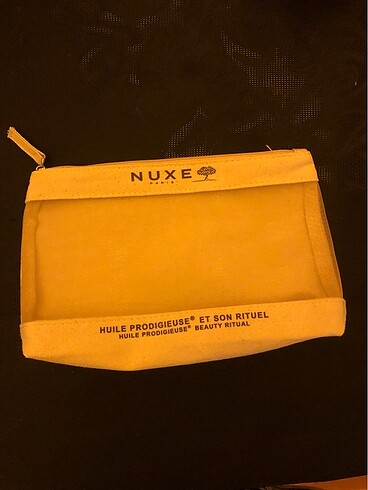 NUXE
PARIS
HUILE PRODIGIEUSE® ET SON RITUEL
HUILE PRODIGIEUSE® BEAUTY RITUAL